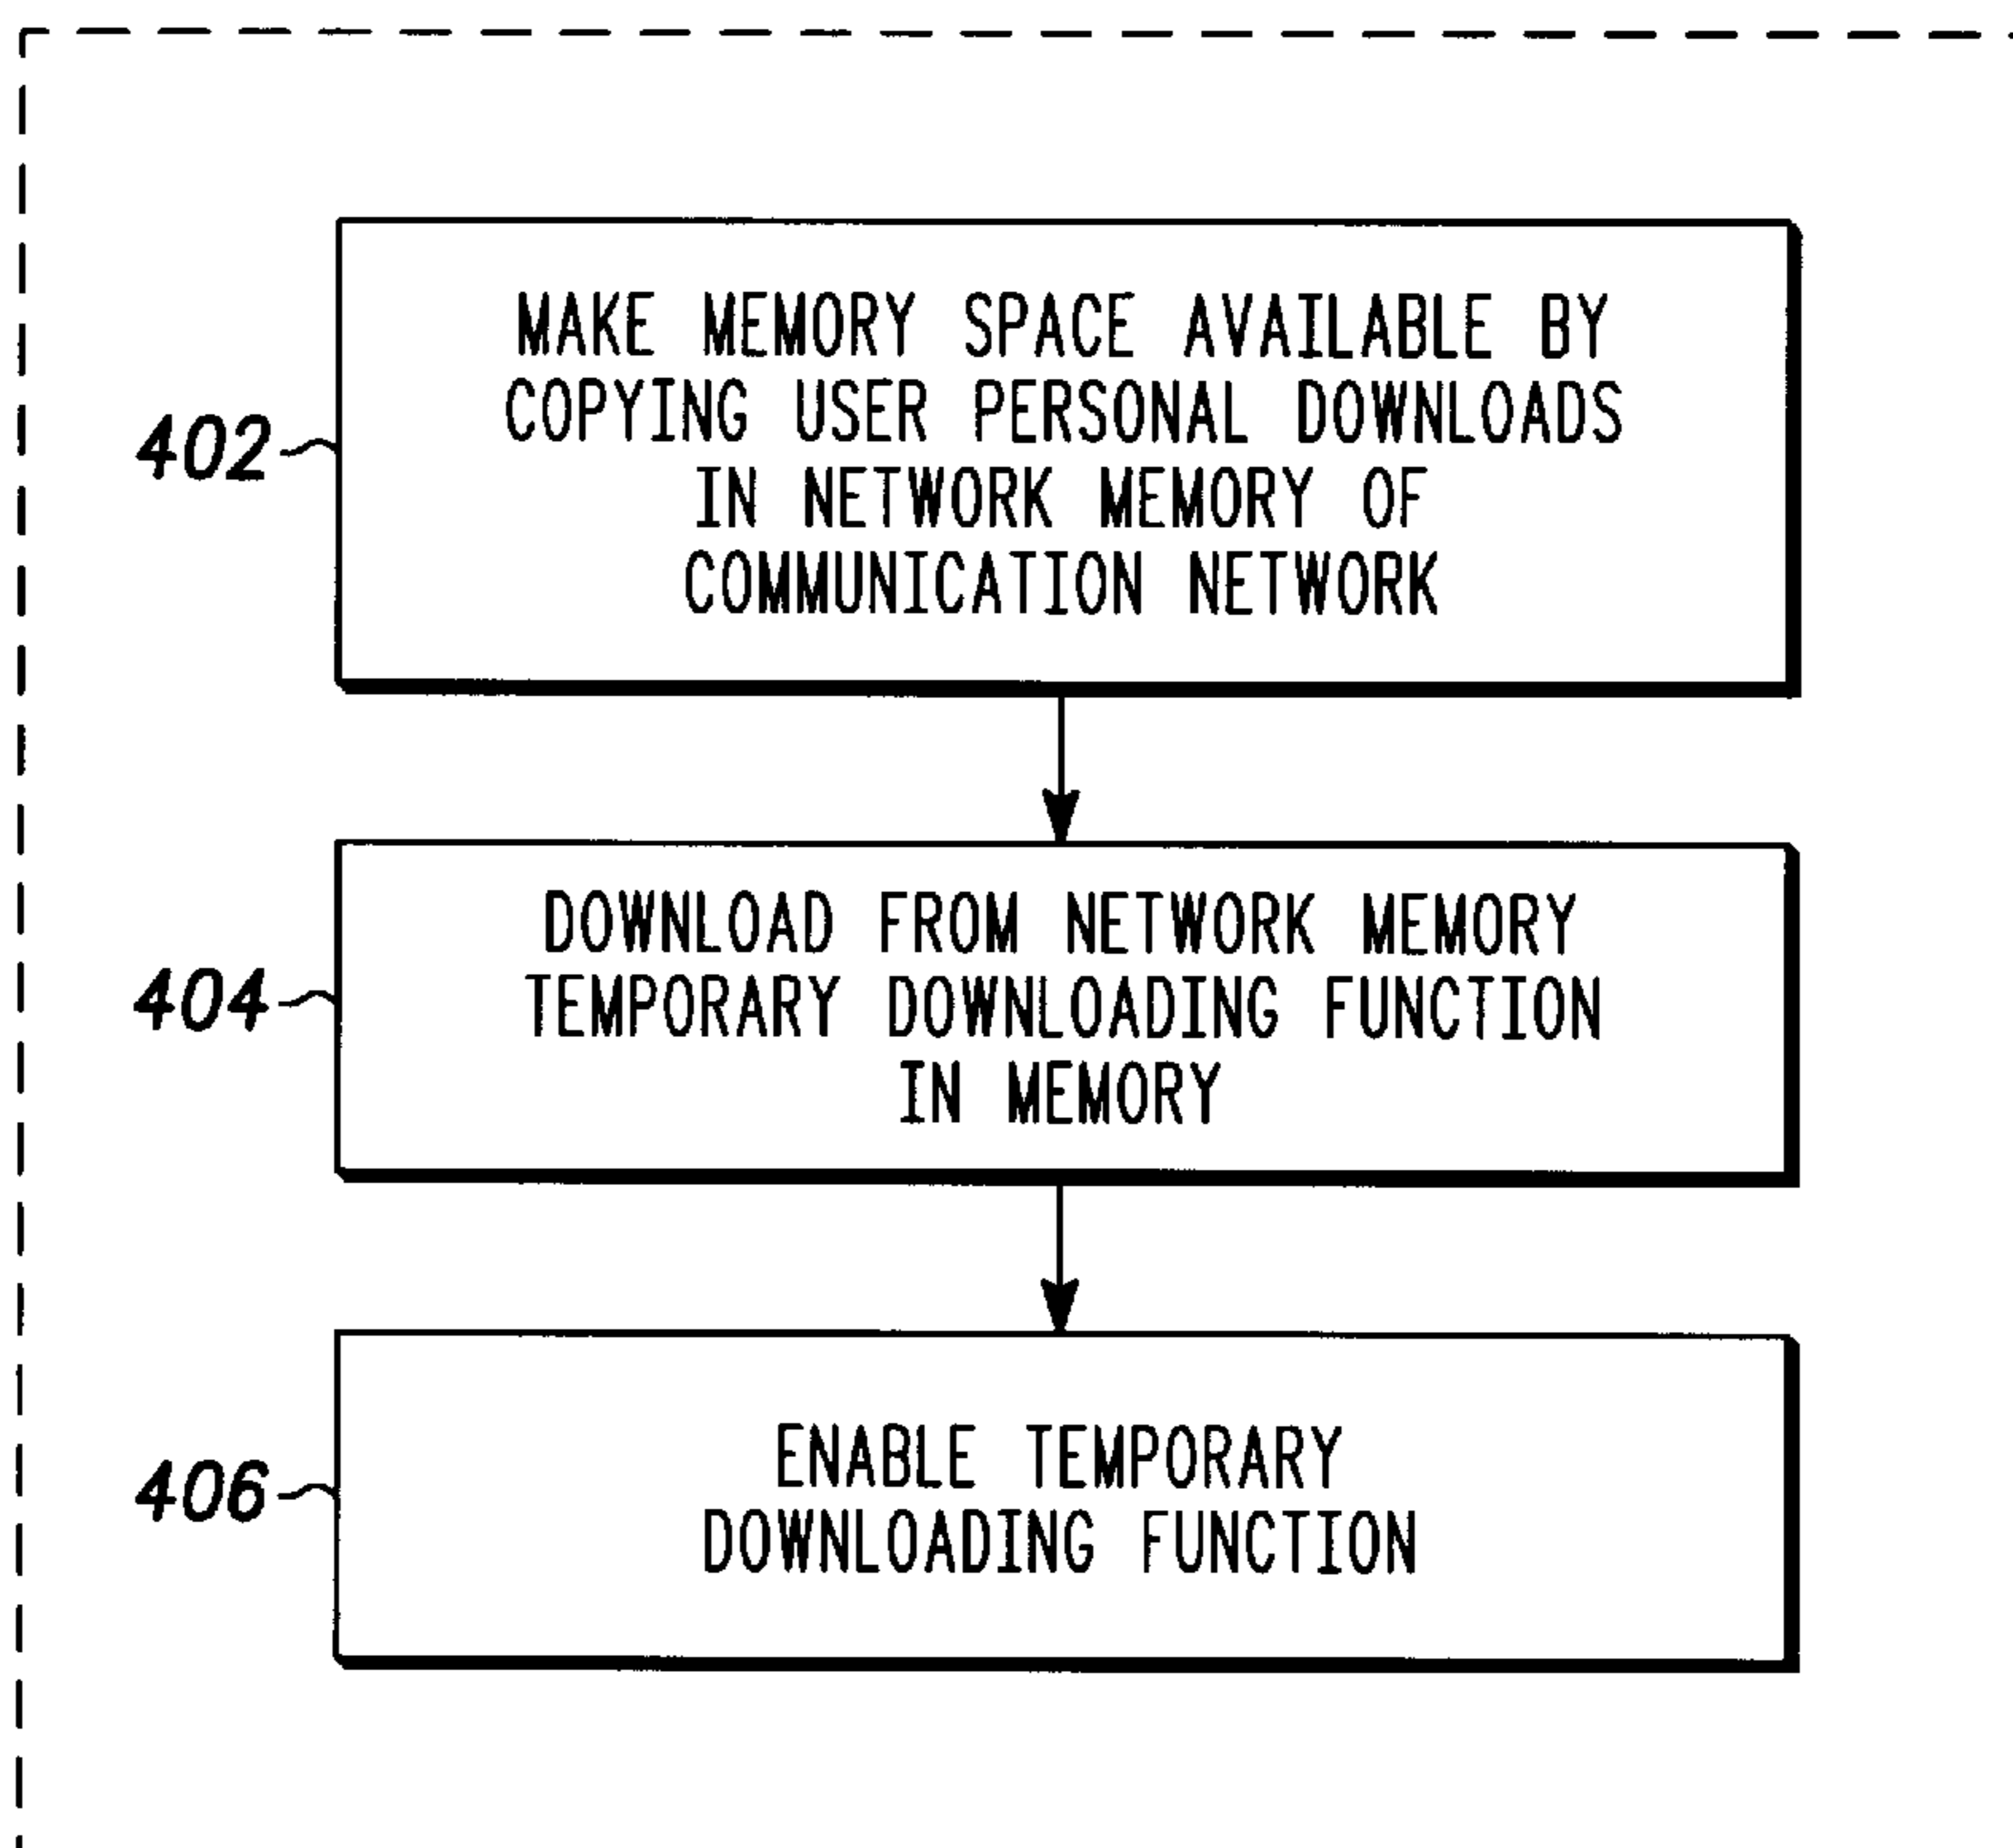 MAKE MEMORY SPACE AVAILABLE BY
COPYING USER PERSONAL DOWNLOADS
IN NETWORK MEMORY OF
COMMUNICATION NETWORK
402
DOWNLOAD FROM NETWORK MEMORY
TEMPORARY DOWNLOADING FUNCTION
IN MEMORY
404
ENABLE TEMPORARY
DOWNLOADING FUNCTION
406